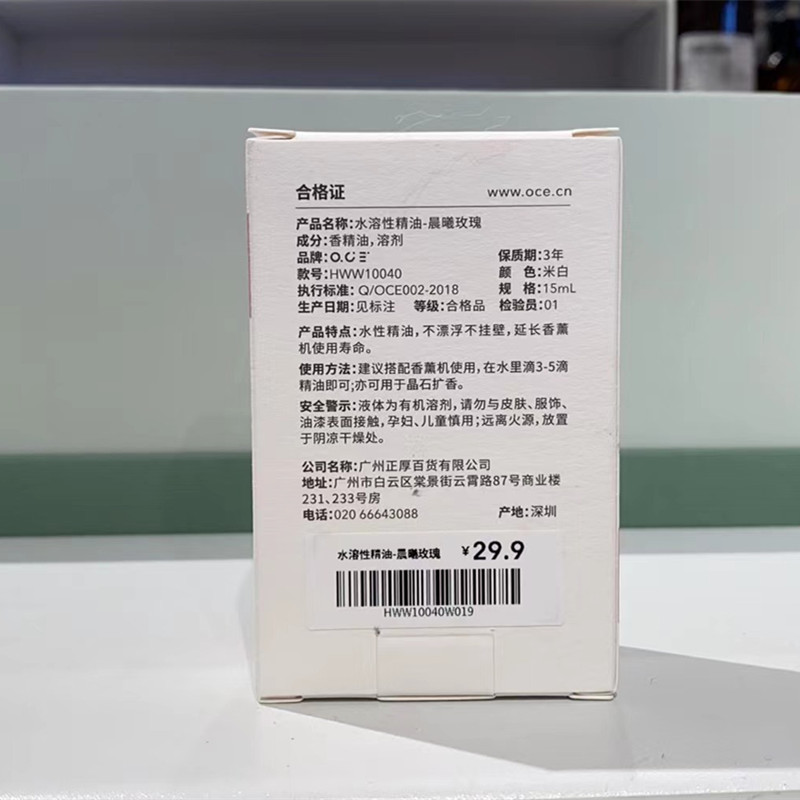 合格证 www.oce.cn
产品名称:水溶性精油-晨曦玫瑰
成分:香精油,溶剂
品牌:O.CE 保质期:3年
款号:HWW10040 颜 色:米白
执行标准:Q/OCE002-2018 规 格:15mL
生产日期:见标注 等级:合格品 检验员:01
产品特点:水性精油,不漂浮不挂壁,延长香薰
机使用寿命。
使用方法:建议搭配香薰机使用,在水里滴3-5滴
精油即可;亦可用于晶石扩香。
安全警示:液体为有机溶剂,请勿与皮肤、服饰、
油漆表面接触,孕妇、儿童慎用;远离火源,放置
于阴凉干燥处。
公司名称:广州正厚百货有限公司
地址:广州市白云区棠景街云霄路87号商业楼
231、233号房
电话:020 66643088 产地:深圳
水溶性精油-晨曦玫瑰 ¥29.9
HWW10040W019